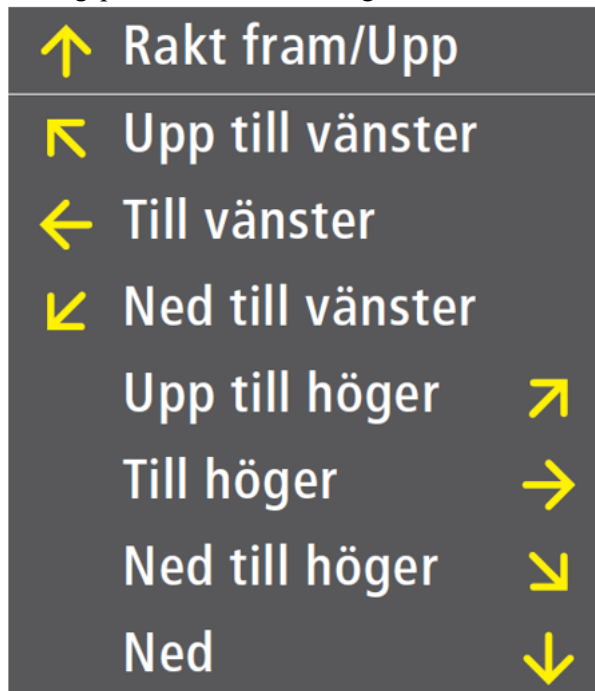 Rakt fram/Upp
Upp till vänster
Till vänster
Ned till vänster
Upp till höger
Till höger
Ned till höger
Ned